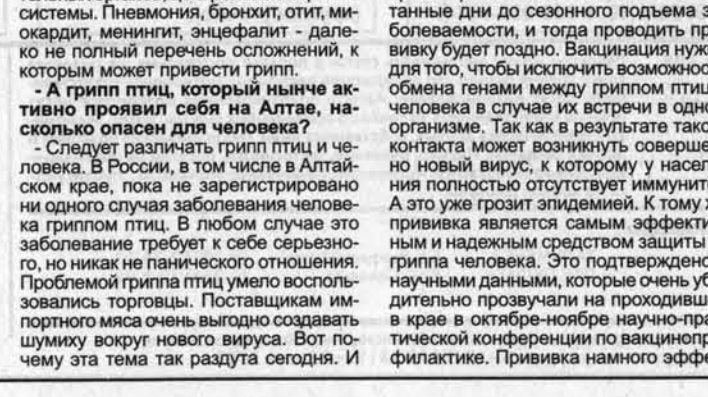 системы. Пневмония, бронхит, отит, ми-
окардит, менингит, энцефалит - дале-
ко не полный перечень осложнений, к
которым может привести грипп.
- А грипп птиц, который нынче ак-
тивно проявил себя на Алтае, на-
сколько опасен для человека?
- Следует различать грипп птиц и че-
ловека. В России, в том числе в Алтай-
ском крае, пока не зарегистрировано
ни одного случая заболевания челове-
ка гриппом птиц. В любом случае это
заболевание требует к себе серьезно-
го, но никак не панического отношения.
Проблемой гриппа птиц умело восполь-
зовались торговцы. Поставщикам им-
портного мяса очень выгодно создавать
шумиху вокруг нового вируса. Вот по-
чему эта тема так раздута сегодня. И
танные дни до сезонного подъема з
болеваемости, и тогда проводить пр
вивку будет поздно. Вакцинация нуж
для того, чтобы исключить возможнос
обмена генами между гриппом птиц
человека в случае их встречи в одно
организме. Так как в результате тако
контакта может возникнуть соверше
но новый вирус, к которому у насел
ния полностью отсутствует иммуните
А это уже грозит эпидемией. К тому ж
прививка является самым эффекти
ным и надежным средством защиты
гриппа человека. Это подтверждено
научными данными, которые очень уб
дительно прозвучали на проходивш
в крае в октябре-ноябре научно-пра
тической конференции по вакцинопр
филактике. Прививка намного эффе